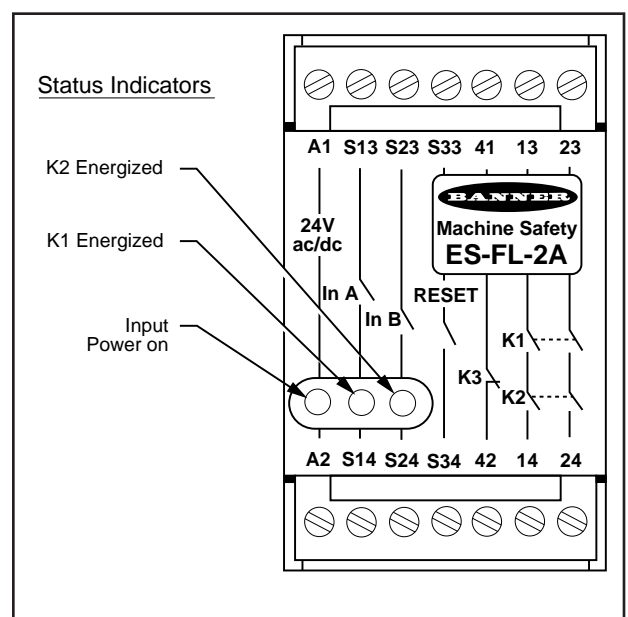 Status Indicators
K2 Energized
K1 Energized
Input
Power on
A1 S13 S23 S33 41 13 23
BANNER
Machine Safety
ES-FL-2A
24V
ac/dc
In A
In B
RESET
K1
K3
K2
A2 S14 S24 S34 42 14 24